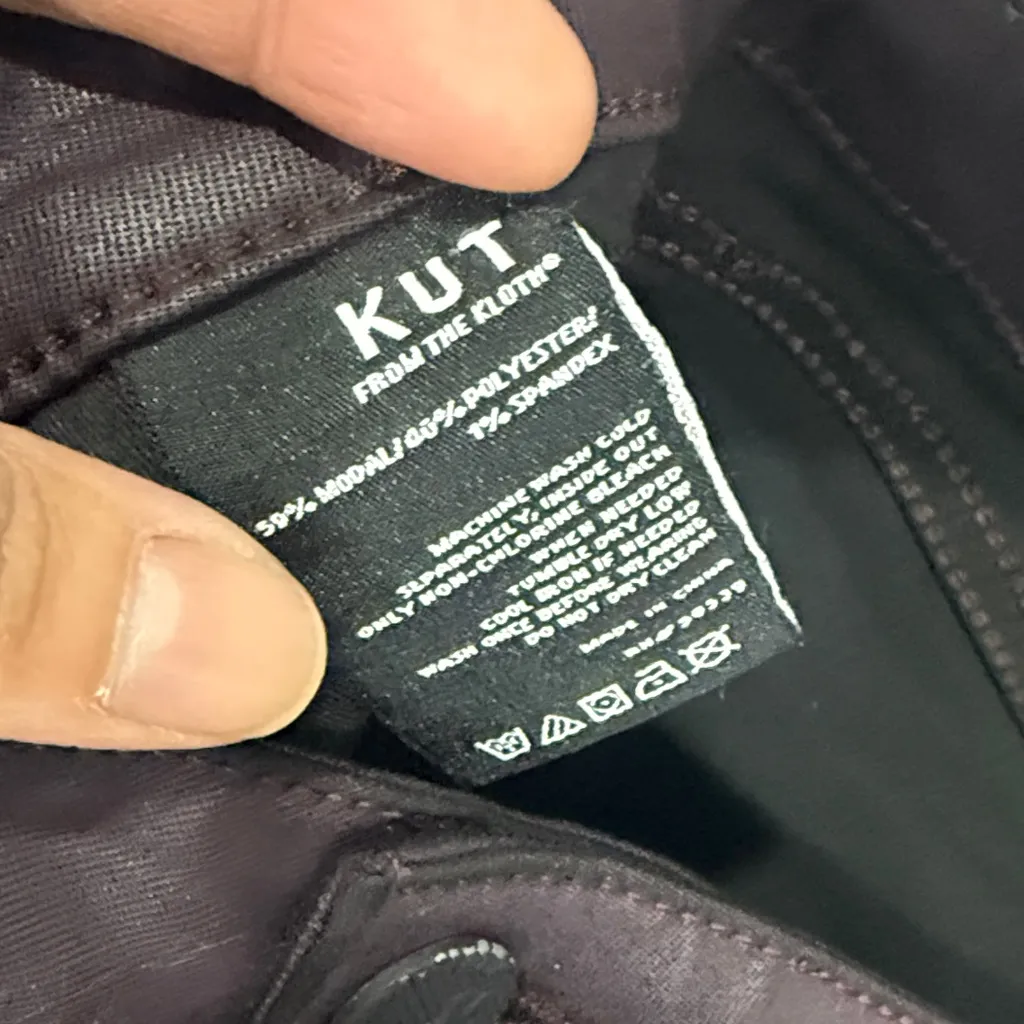 KUT
FROM THE KLOTH®
MODAL/ POLYESTER/
1% SPANDEX
MACHINE WASH COLD
SEPARATELY, INSIDE OUT
ONLY NON-CHLORINE BLEACH
WHEN NEEDED
TUMBLE DRY LOW
COOL IRON IF NEEDED
WASH ONCE BEFORE WEARING
DO NOT DRY CLEAN
MADE IN CHINA